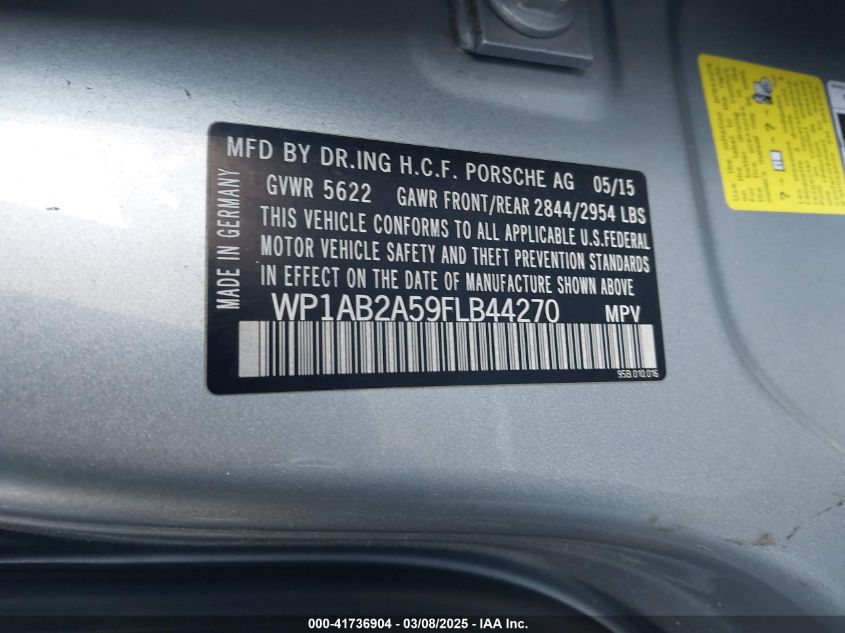 MFD BY DR.ING H.C.F. PORSCHE AG 05/15
GVWR 5622 GAWR FRONT/REAR 2844/2954 LBS
THIS VEHICLE CONFORMS TO ALL APPLICABLE U.S.FEDERAL
MOTOR VEHICLE SAFETY AND THEFT PREVENTION STANDARDS
IN EFFECT ON THE DATE OF MANUFACTURE SHOWN ABOVE
WP1AB2A59FLB44270 MPV
95B.010.016
MADE IN GERMANY
000-41736904 - 03/08/2025 - IAA Inc.